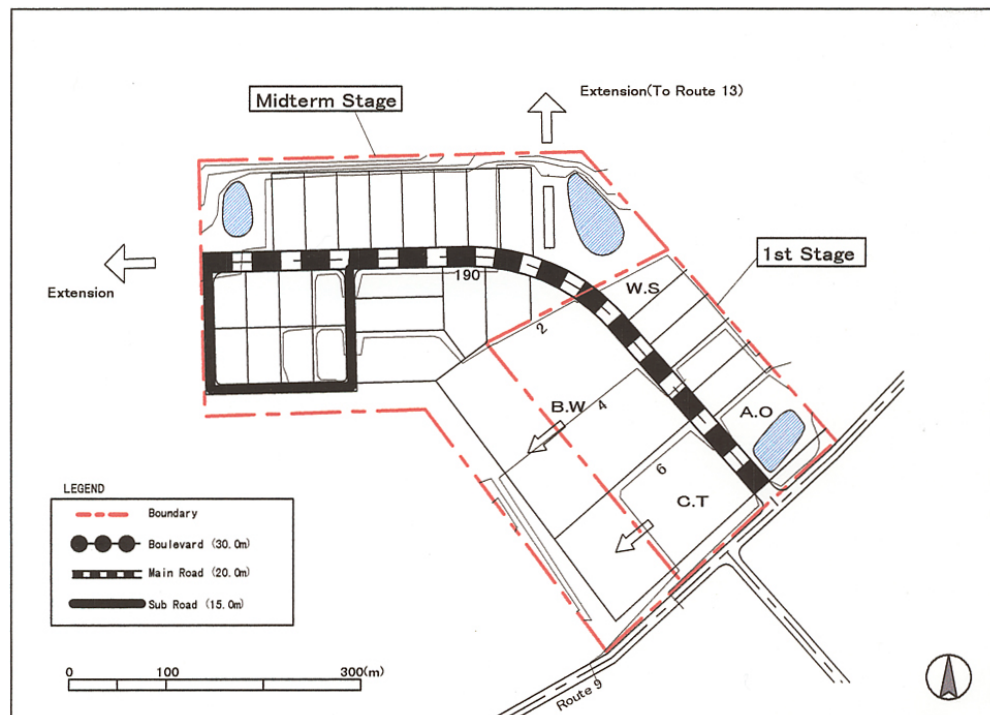 Midterm Stage
Extension(To Route 13)
1st Stage
Extension
190
W.S
2
B.W
4
A.O
6
C.T
LEGEND
Boundary
Boulevard (30.0m)
Main Road (20.0m)
Sub Road (15.0m)
0 100 300(m)
Route 9